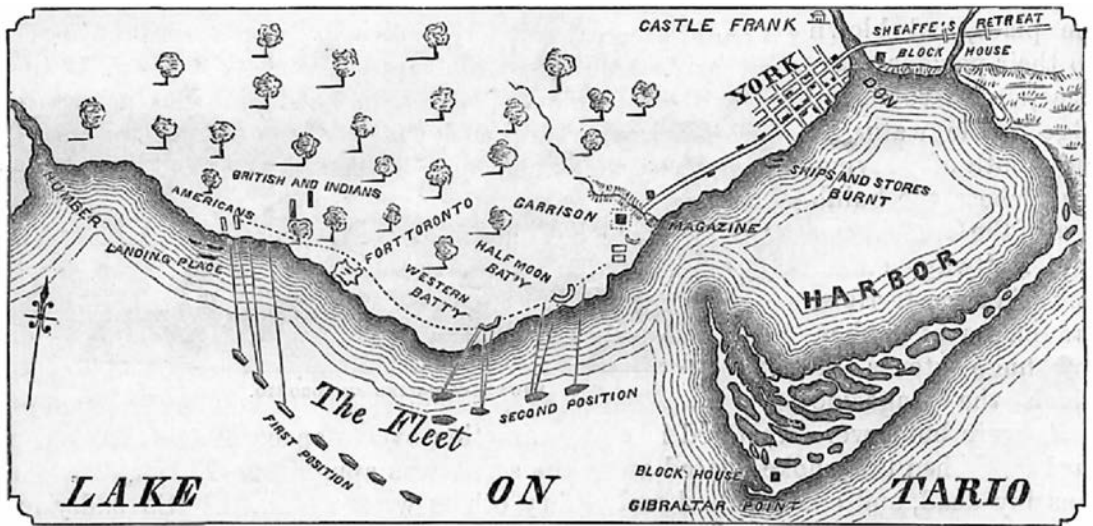 CASTLE FRANK
SHEAFFE'S RETREAT
BLOCK HOUSE
YORK
DON
SHIPS AND STORES
BURNT
HUMBER
AMERICANS
BRITISH AND INDIANS
LANDING PLACE
FORT TORONTO
WESTERN
BATT'Y
HALF MOON
BATT'Y
GARRISON
MAGAZINE
HARBOR
The Fleet
FIRST
POSITION
SECOND POSITION
BLOCK HOUSE
GIBRALTAR POINT
LAKE ONTARIO